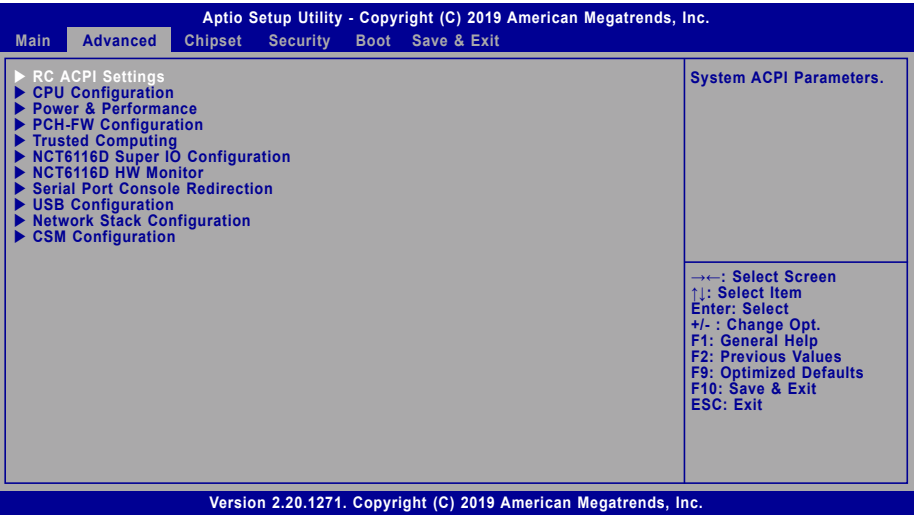 Aptio Setup Utility - Copyright (C) 2019 American Megatrends, Inc.
Main Advanced Chipset Security Boot Save & Exit
▶ RC ACPI Settings
▶ CPU Configuration
▶ Power & Performance
▶ PCH-FW Configuration
▶ Trusted Computing
▶ NCT6116D Super IO Configuration
▶ NCT6116D HW Monitor
▶ Serial Port Console Redirection
▶ USB Configuration
▶ Network Stack Configuration
▶ CSM Configuration
System ACPI Parameters.
→←: Select Screen
↑↓: Select Item
Enter: Select
+/- : Change Opt.
F1: General Help
F2: Previous Values
F9: Optimized Defaults
F10: Save & Exit
ESC: Exit
Version 2.20.1271. Copyright (C) 2019 American Megatrends, Inc.